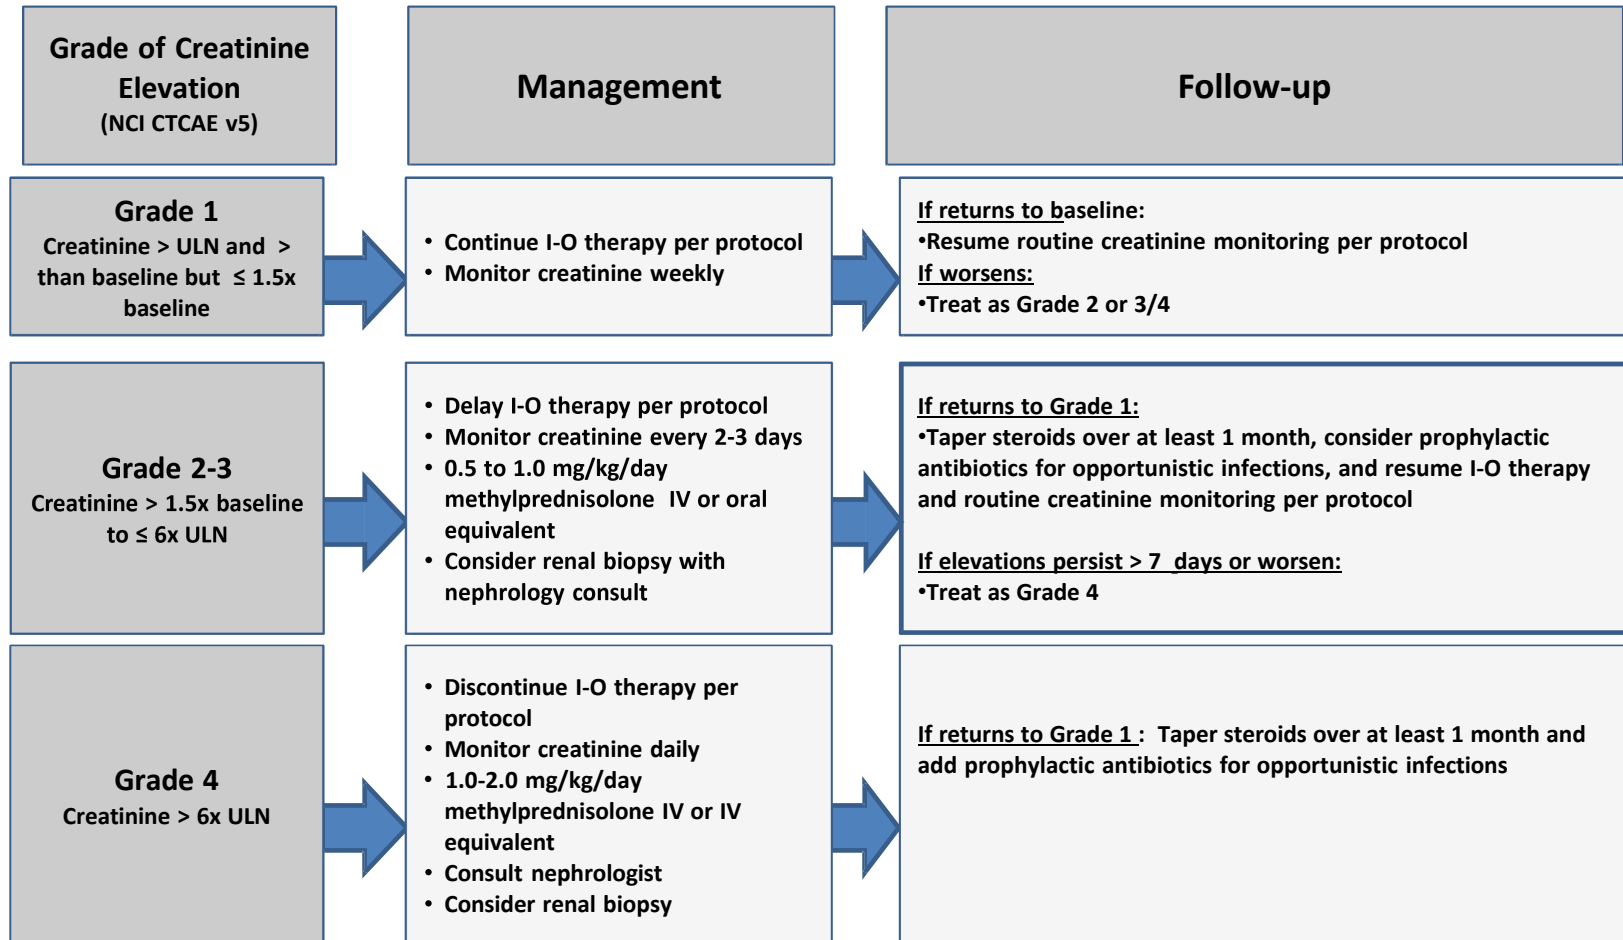 Grade of Creatinine
Elevation
(NCI CTCAE v5)
Management
Follow-up
Grade 1
Creatinine > ULN and >
than baseline but ≤ 1.5x
baseline
• Continue I-O therapy per protocol
• Monitor creatinine weekly
If returns to baseline:
•Resume routine creatinine monitoring per protocol
If worsens:
•Treat as Grade 2 or 3/4
Grade 2-3
Creatinine > 1.5x baseline
to ≤ 6x ULN
• Delay I-O therapy per protocol
• Monitor creatinine every 2-3 days
• 0.5 to 1.0 mg/kg/day
methylprednisolone IV or oral
equivalent
• Consider renal biopsy with
nephrology consult
If returns to Grade 1:
•Taper steroids over at least 1 month, consider prophylactic
antibiotics for opportunistic infections, and resume I-O therapy
and routine creatinine monitoring per protocol
If elevations persist > 7 days or worsen:
•Treat as Grade 4
Grade 4
Creatinine > 6x ULN
• Discontinue I-O therapy per
protocol
• Monitor creatinine daily
• 1.0-2.0 mg/kg/day
methylprednisolone IV or IV
equivalent
• Consult nephrologist
• Consider renal biopsy
If returns to Grade 1 : Taper steroids over at least 1 month and
add prophylactic antibiotics for opportunistic infections